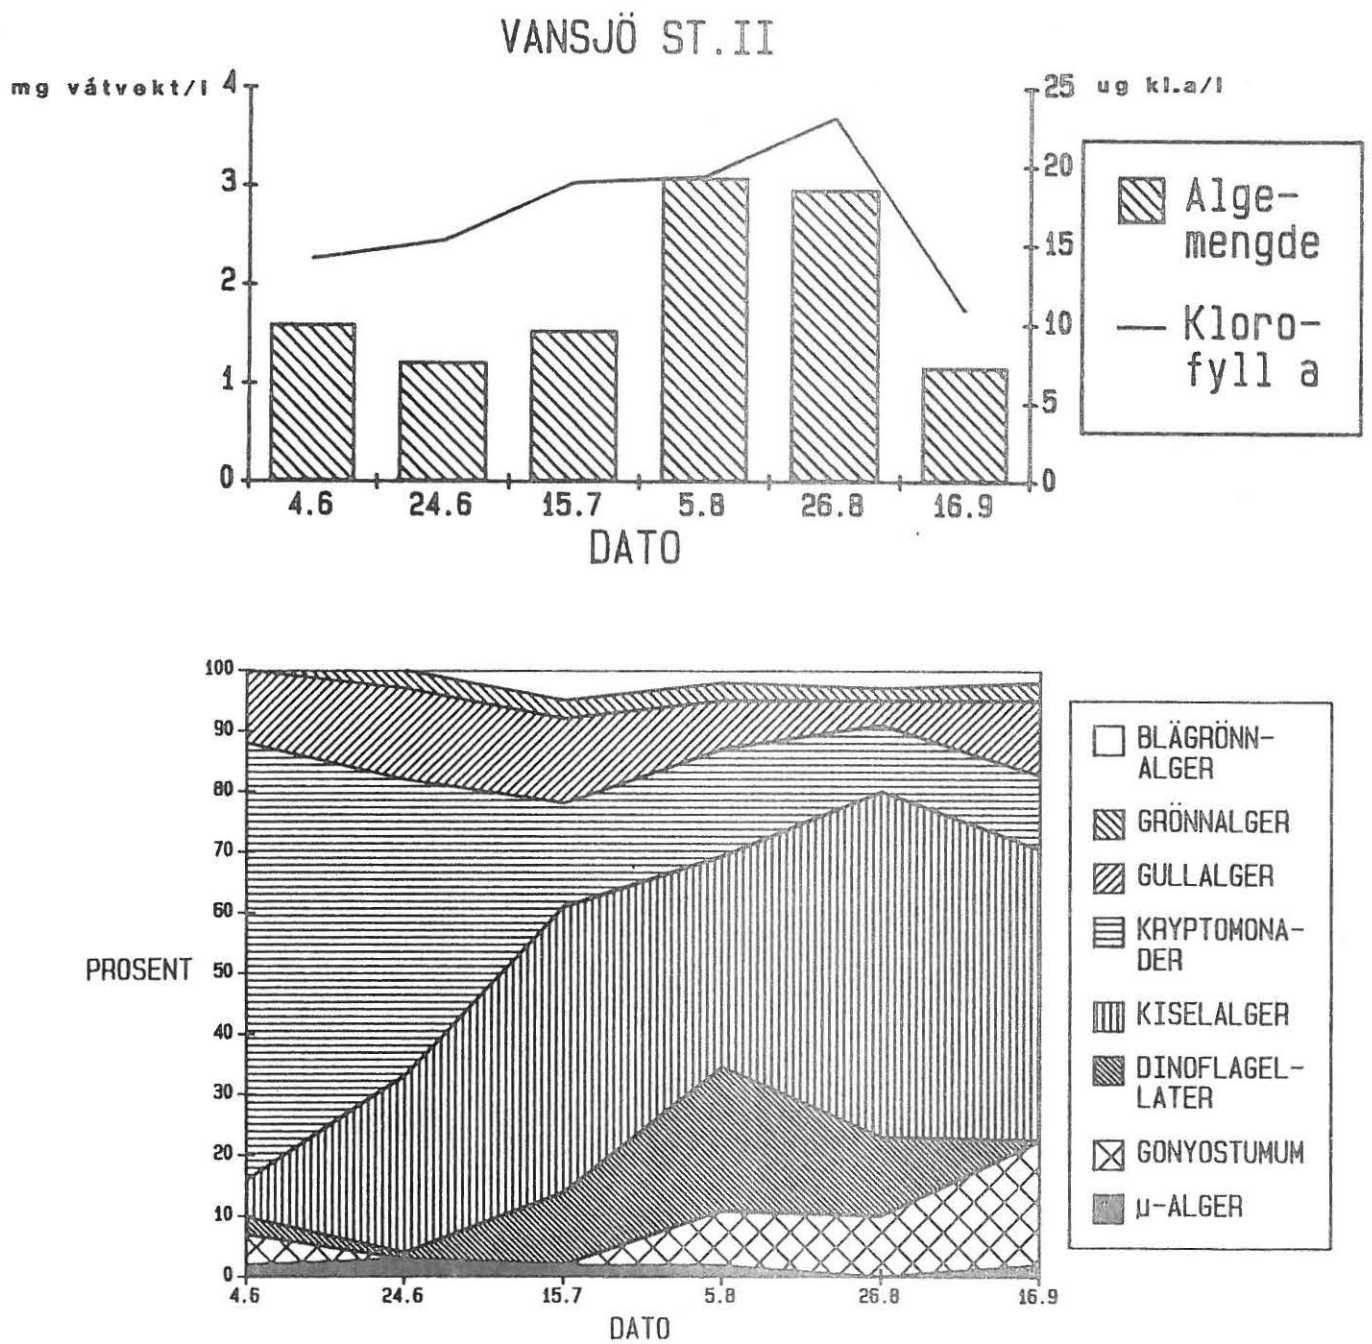 VANSJÖ ST.II
mg våtvekt/l
4
3
2
1
0
25 ug kl.a/l
20
15
10
5
0
4.6 24.6 15.7 5.8 26.8 16.9
DATO
Alge-
mengde
Kloro-
fyll a
100
90
80
70
60
50
40
30
20
10
0
PROSENT
4.6 24.6 15.7 5.8 26.8 16.9
DATO
BLÅGRÖNN-
ALGER
GRÖNNALGER
GULLALGER
KRYPTOMONA-
DER
KISELALGER
DINOFLAGEL-
LATER
GONYOSTUMUM
µ-ALGER